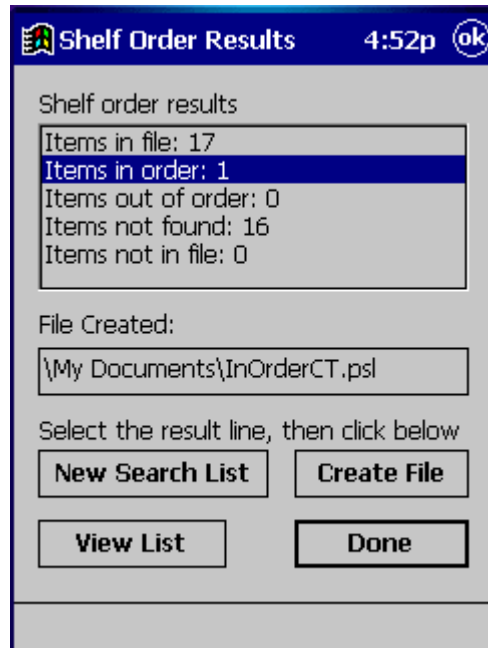 Shelf Order Results 4:52p ok
Shelf order results
Items in file: 17
Items in order: 1
Items out of order: 0
Items not found: 16
Items not in file: 0
File Created:
\My Documents\InOrderCT.psl
Select the result line, then click below
New Search List Create File
View List Done